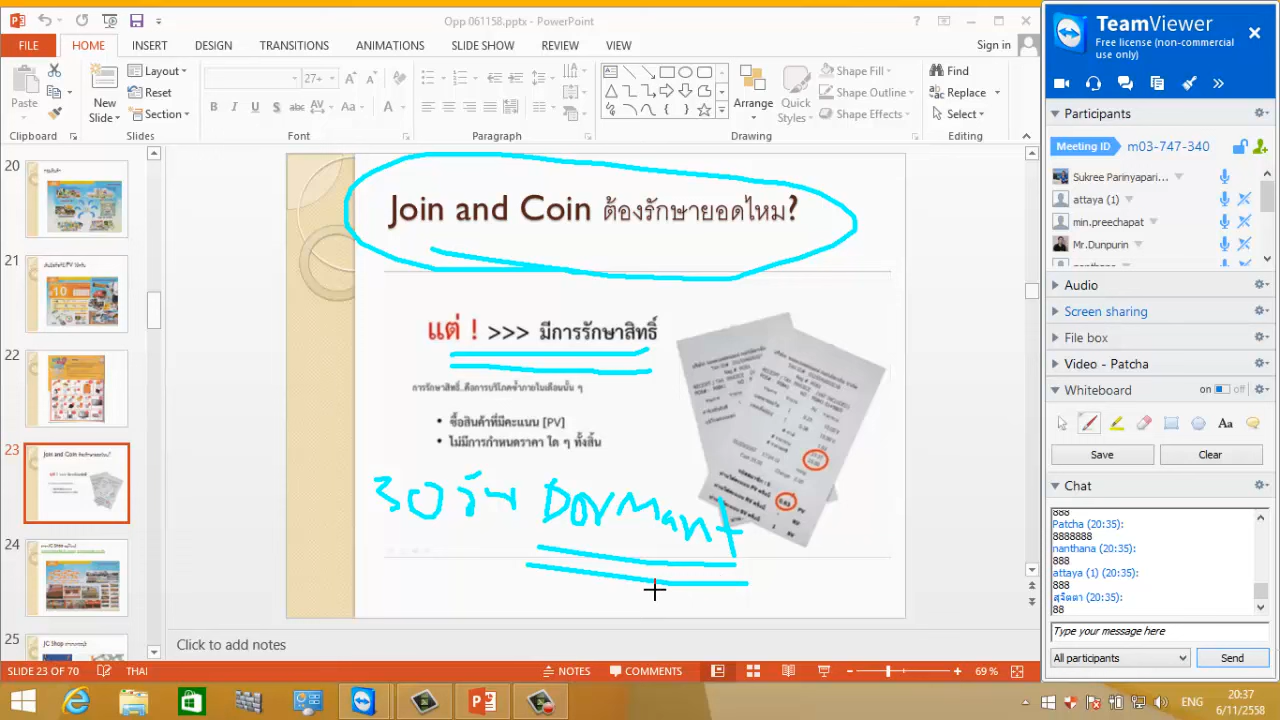 Opp 061158.pptx - PowerPoint
FILE HOME INSERT DESIGN TRANSITIONS ANIMATIONS SLIDE SHOW REVIEW VIEW Sign in
Paste New Slide Layout Reset Section
27+ Arrange Quick Styles Shape Fill Shape Outline Shape Effects Find Replace Select
Clipboard Slides Font Paragraph Drawing Editing
20
21
22
23
24
25
Join and Coin ต้องรักษายอดไหม?
แต่ ! >>> มีการรักษาสิทธิ์
การรักษาสิทธิ์..คือการบริโภคซ้ำภายในเดือนนั้น ๆ
• ซื้อสินค้าที่มีคะแนน [PV]
• ไม่มีการกำหนดราคา ใด ๆ ทั้งสิ้น
30 วัน Dormant
Click to add notes
SLIDE 23 OF 70 THAI NOTES COMMENTS 69 %
TeamViewer
Free license (non-commercial
use only)
Participants
Meeting ID m03-747-340
Sukree Parinyapari...
attaya (1)
min.preechapat
Mr.Dunpurin
Audio
Screen sharing
File box
Video - Patcha
Whiteboard on off
Aa
Save Clear
Chat
888
Patcha (20:35):
8888888
nanthana (20:35):
888
attaya (1) (20:35):
888
สุจิตตา (20:35):
88
Type your message here
All participants Send
ENG
20:37
6/11/2558